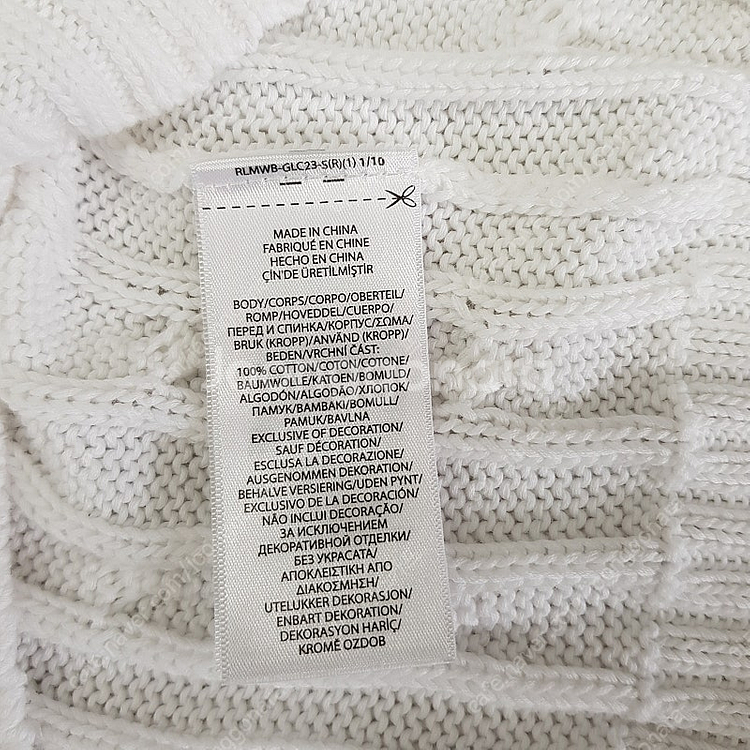 RLMWB-GLC23-S(R)(1) 1/10
MADE IN CHINA
FABRIQUÉ EN CHINE
HECHO EN CHINA
ÇİN'DE ÜRETİLMİŞTİR
BODY/CORPS/CORPO/OBERTEIL/
ROMP/HOVEDDEL/CUERPO/
ПЕРЕД И СПИНКА/КОРПУС/ΣΩΜΑ/
BRUK (KROPP)/ANVÄND (KROPP)/
BEDEN/VRCHNÍ ČÁST:
100% COTTON/COTON/COTONE/
BAUMWOLLE/KATOEN/BOMULD/
ALGODÓN/ALGODÃO/ХЛОПОК/
ПАМУК/ΒΑΜΒΑΚΙ/BOMULL/
PAMUK/BAVLNA
EXCLUSIVE OF DECORATION/
SAUF DÉCORATION/
ESCLUSA LA DECORAZIONE/
AUSGENOMMEN DEKORATION/
BEHALVE VERSIERING/UDEN PYNT/
EXCLUSIVO DE LA DECORACIÓN/
NÃO INCLUI DECORAÇÃO/
ЗА ИСКЛЮЧЕНИЕМ
ДЕКОРАТИВНОЙ ОТДЕЛКИ/
БЕЗ УКРАСАТА/
ΑΠΟΚΛΕΙΣΤΙΚΗ ΑΠΟ
ΔΙΑΚΟΣΜΗΣΗ/
UTELUKKER DEKORASJON/
ENBART DEKORATION/
DEKORASYON HARİÇ/
KROMĚ OZDOB